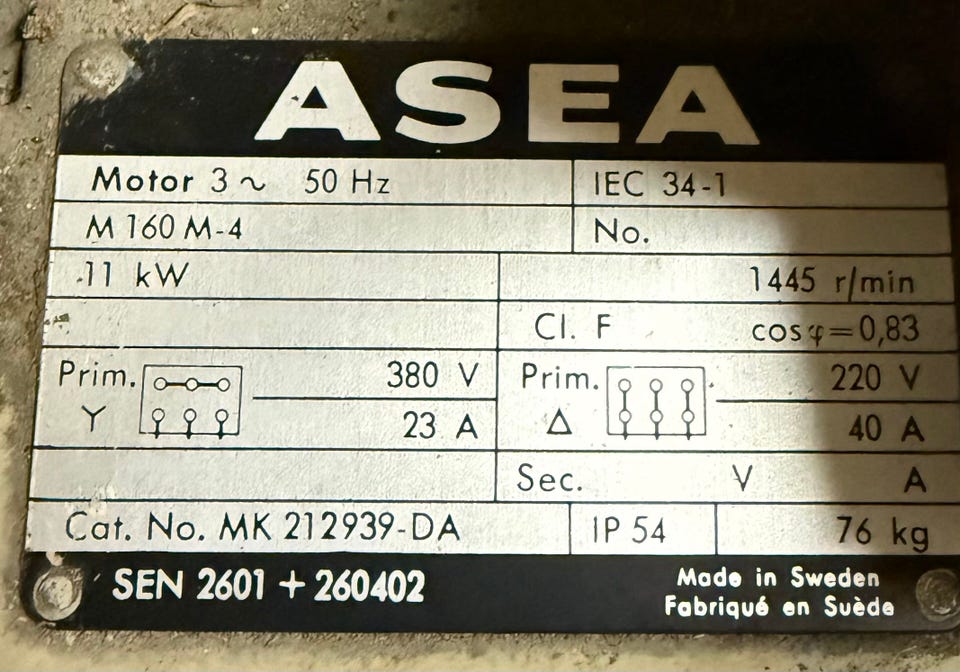 ASEA
Motor 3 ~ 50 Hz IEC 34-1
M 160 M-4 No.
11 kW 1445 r/min
Cl. F cos φ = 0,83
Prim. 380 V Prim. 220 V
Y 23 A Δ 40 A
Sec. V A
Cat. No. MK 212939-DA IP 54 76 kg
SEN 2601 + 260402 Made in Sweden
Fabriqué en Suède